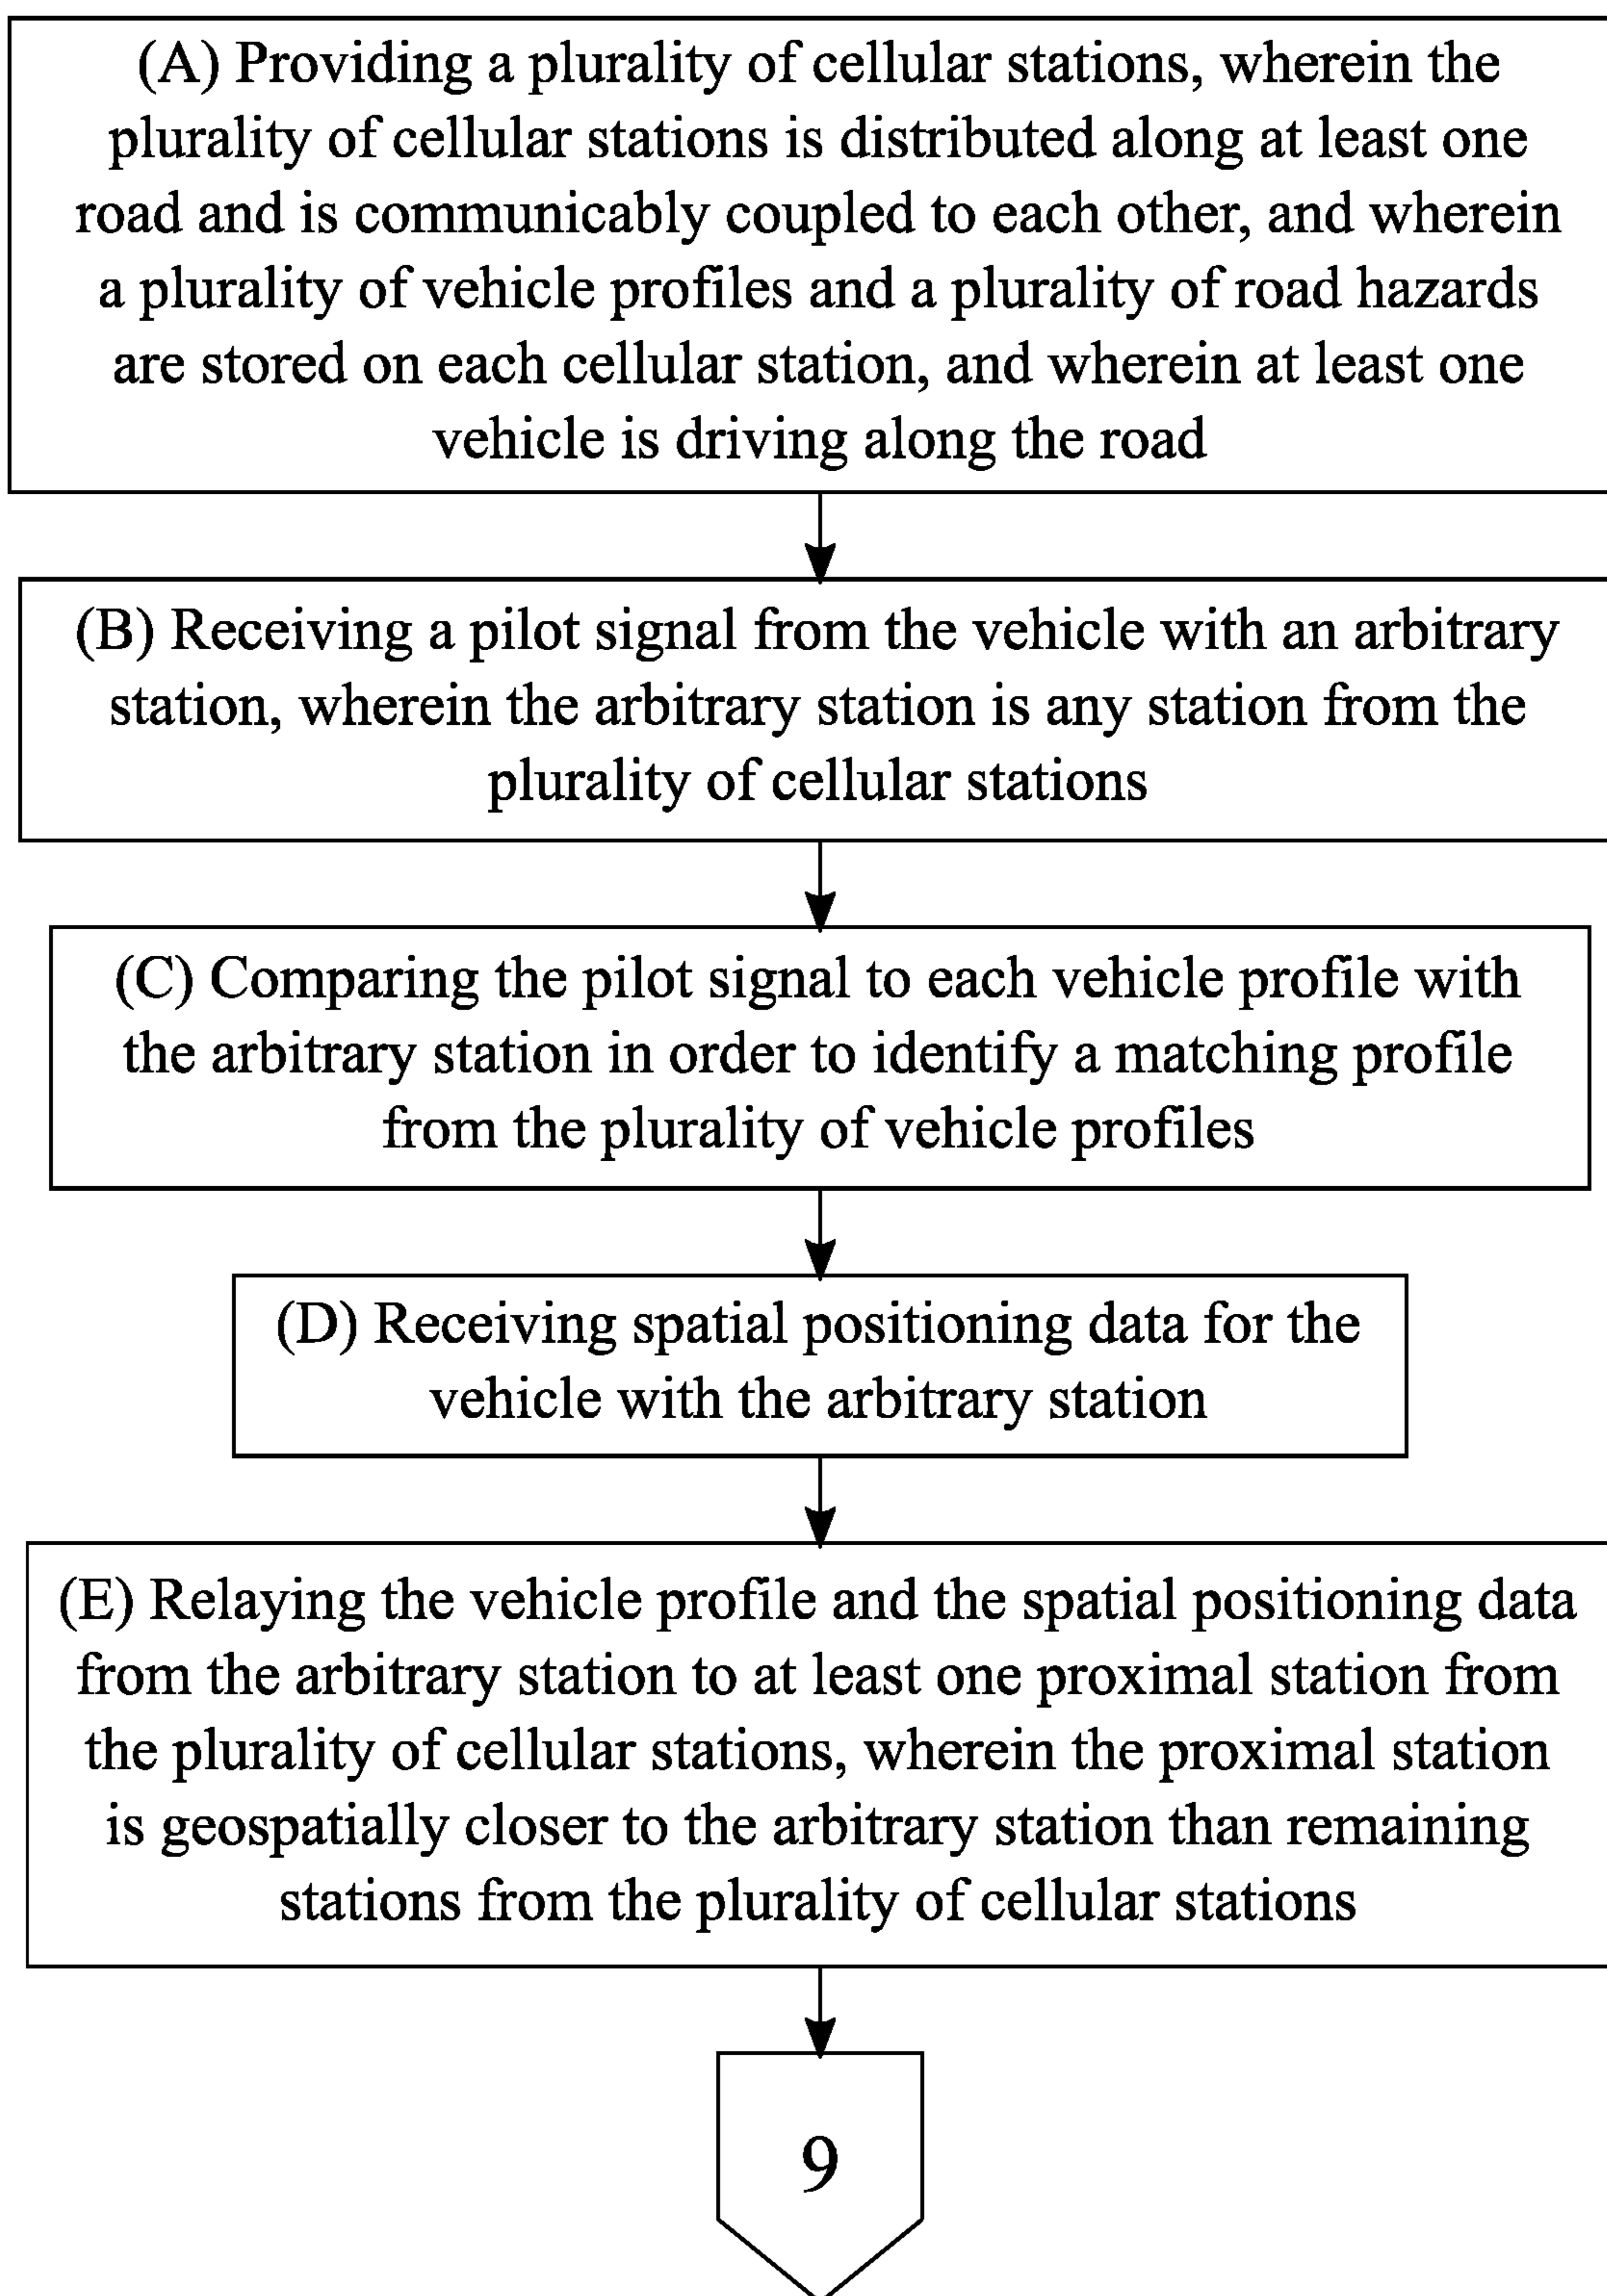 (A) Providing a plurality of cellular stations, wherein the
plurality of cellular stations is distributed along at least one
road and is communicably coupled to each other, and wherein
a plurality of vehicle profiles and a plurality of road hazards
are stored on each cellular station, and wherein at least one
vehicle is driving along the road
(B) Receiving a pilot signal from the vehicle with an arbitrary
station, wherein the arbitrary station is any station from the
plurality of cellular stations
(C) Comparing the pilot signal to each vehicle profile with
the arbitrary station in order to identify a matching profile
from the plurality of vehicle profiles
(D) Receiving spatial positioning data for the
vehicle with the arbitrary station
(E) Relaying the vehicle profile and the spatial positioning data
from the arbitrary station to at least one proximal station from
the plurality of cellular stations, wherein the proximal station
is geospatially closer to the arbitrary station than remaining
stations from the plurality of cellular stations
9